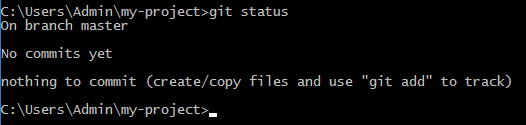 C:\Users\Admin\my-project>git status
On branch master
No commits yet
nothing to commit (create/copy files and use "git add" to track)
C:\Users\Admin\my-project>